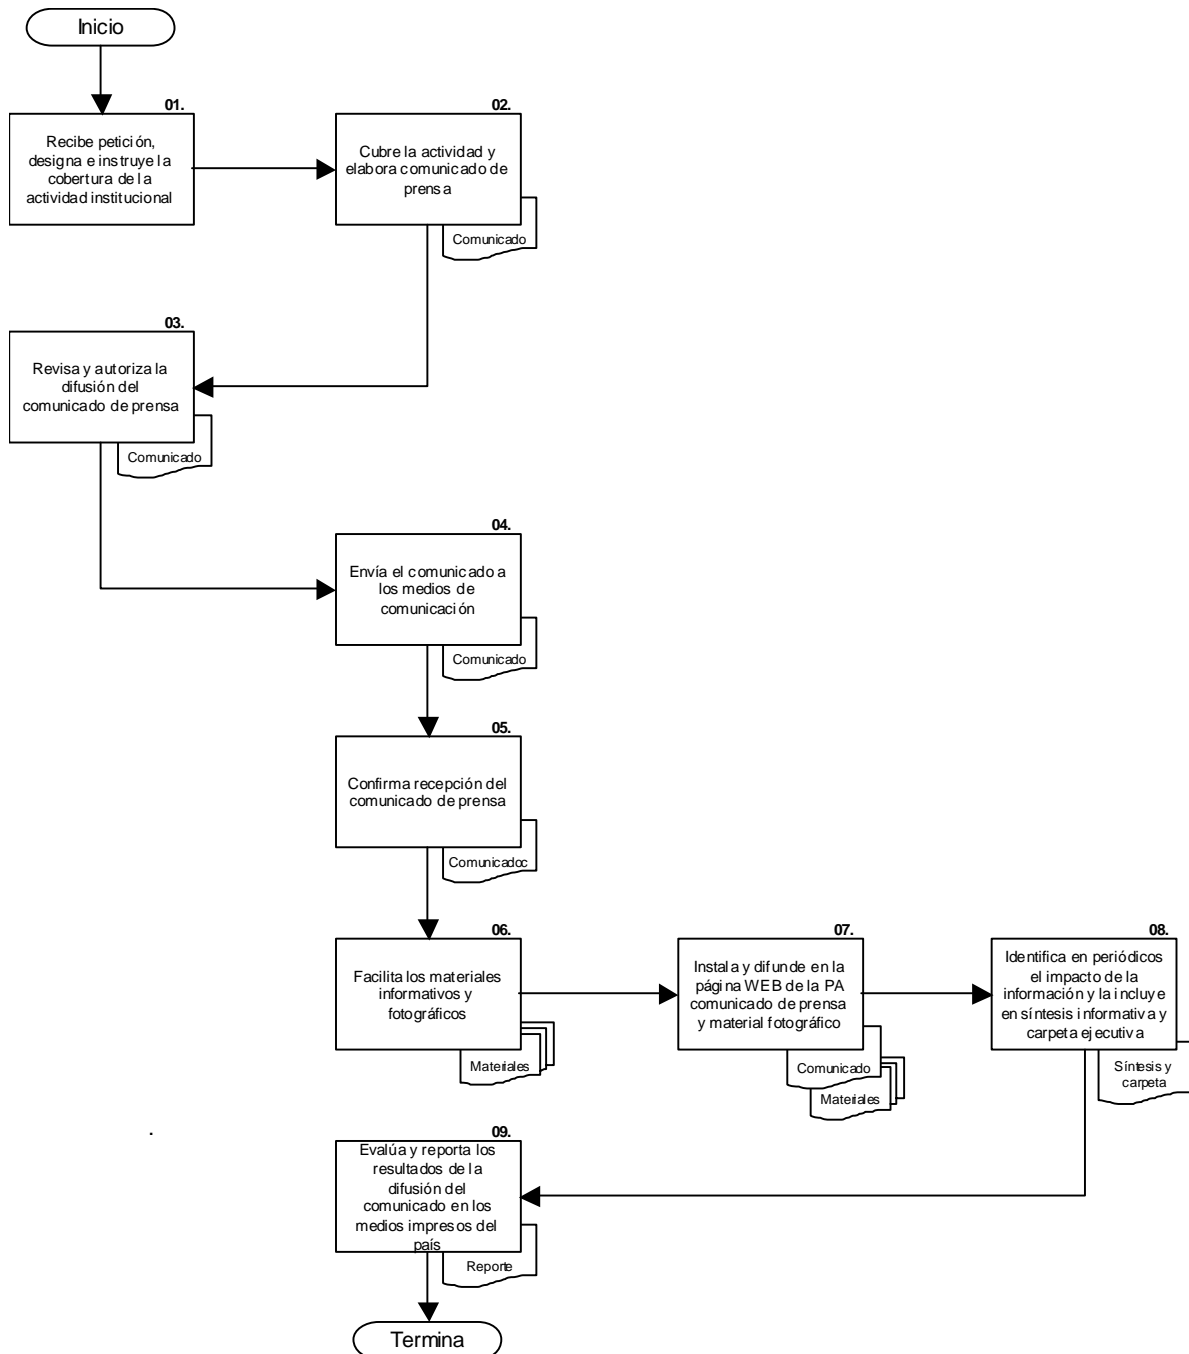 Inicio
01.
Recibe petición,
designa e instruye la
cobertura de la
actividad institucional
02.
Cubre la actividad y
elabora comunicado de
prensa
Comunicado
03.
Revisa y autoriza la
difusión del
comunicado de prensa
Comunicado
04.
Envía el comunicado a
los medios de
comunicación
Comunicado
05.
Confirma recepción del
comunicado de prensa
Comunicadoc
06.
Facilita los materiales
informativos y
fotográficos
Materiales
07.
Instala y difunde en la
página WEB de la PA
comunicado de prensa
y material fotográfico
Comunicado
Materiales
08.
Identifica en periódicos
el impacto de la
información y la incluye
en síntesis informativa y
carpeta ejecutiva
Síntesis y
carpeta
.
09.
Evalúa y reporta los
resultados de la
difusión del
comunicado en los
medios impresos del
país
Reporte
Termina